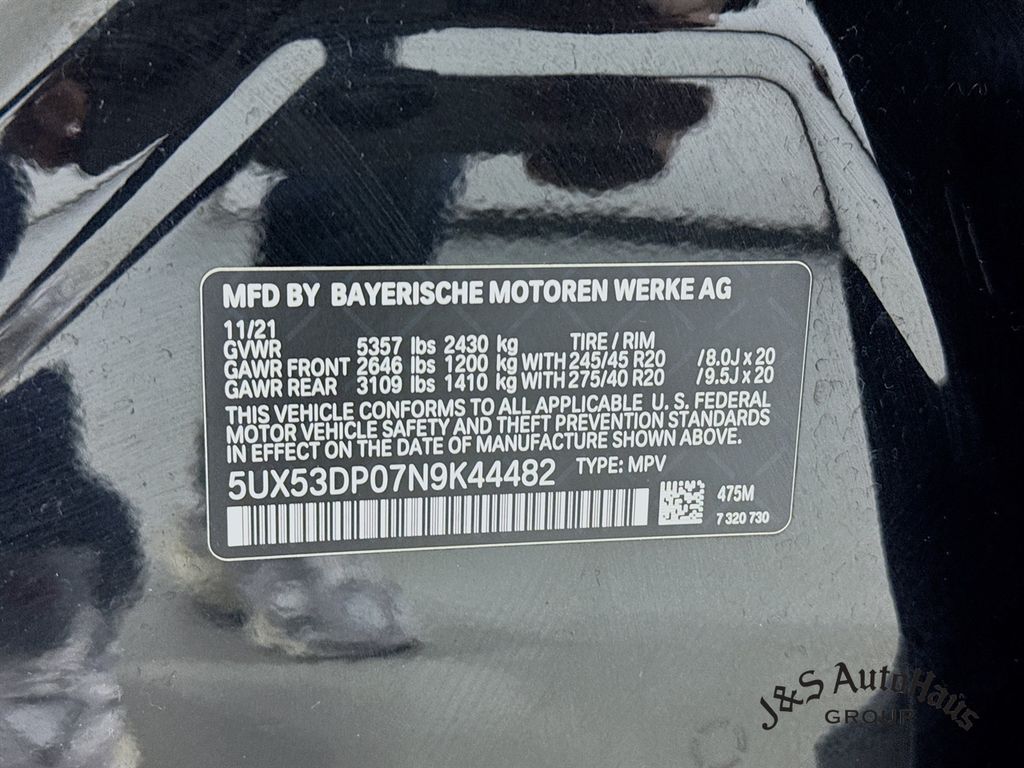 MFD BY BAYERISCHE MOTOREN WERKE AG
11/21 TIRE / RIM
GVWR 5357 lbs 2430 kg
GAWR FRONT 2646 lbs 1200 kg WITH 245/45 R20 /8.0J x 20
GAWR REAR 3109 lbs 1410 kg WITH 275/40 R20 /9.5J x 20
THIS VEHICLE CONFORMS TO ALL APPLICABLE U. S. FEDERAL
MOTOR VEHICLE SAFETY AND THEFT PREVENTION STANDARDS
IN EFFECT ON THE DATE OF MANUFACTURE SHOWN ABOVE.
5UX53DP07N9K44482 TYPE: MPV
475M
7 320 730
J&S AutoHaus
GROUP